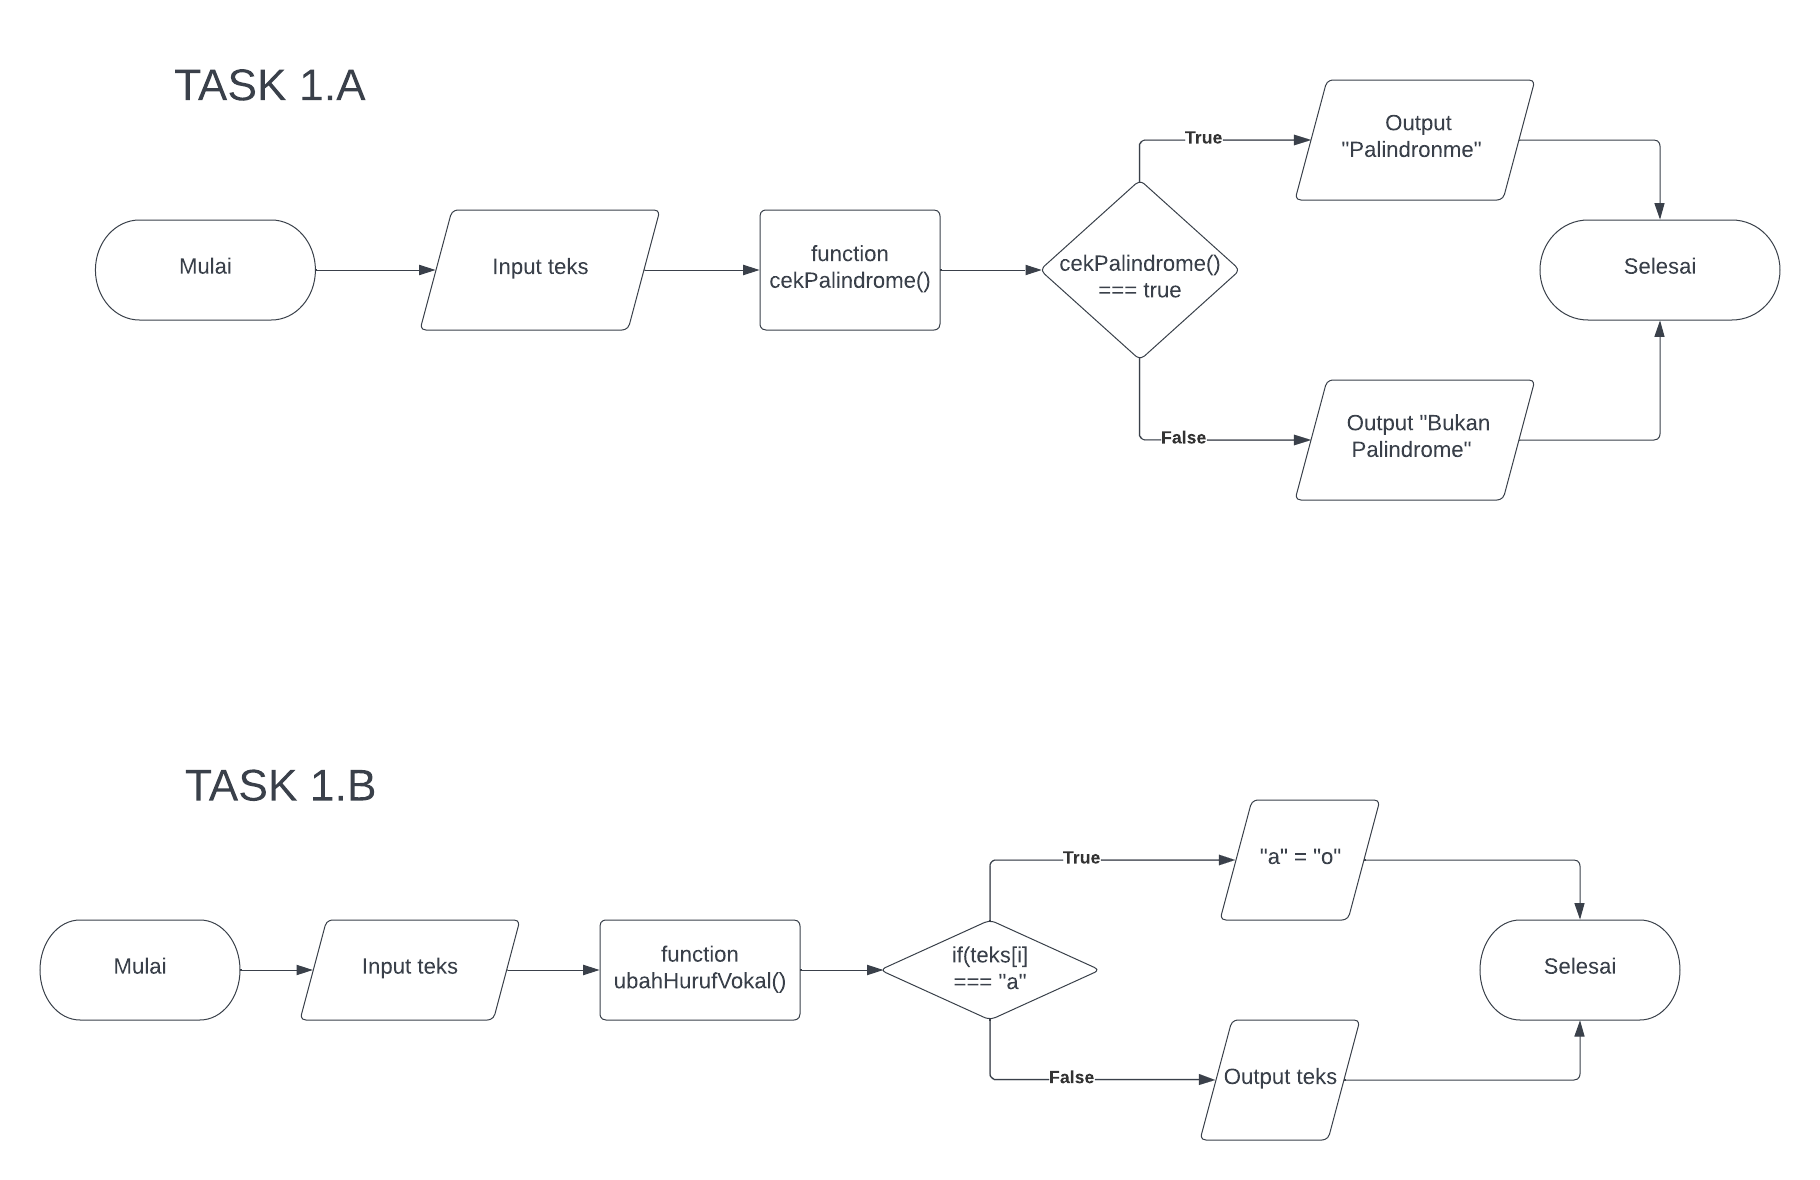 TASK 1.A
Mulai
Input teks
function
cekPalindrome()
cekPalindrome()
=== true
True
Output
"Palindronme"
False
Output "Bukan
Palindrome"
Selesai
TASK 1.B
Mulai
Input teks
function
ubahHurufVokal()
if(teks[i]
=== "a"
True
"a" = "o"
False
Output teks
Selesai